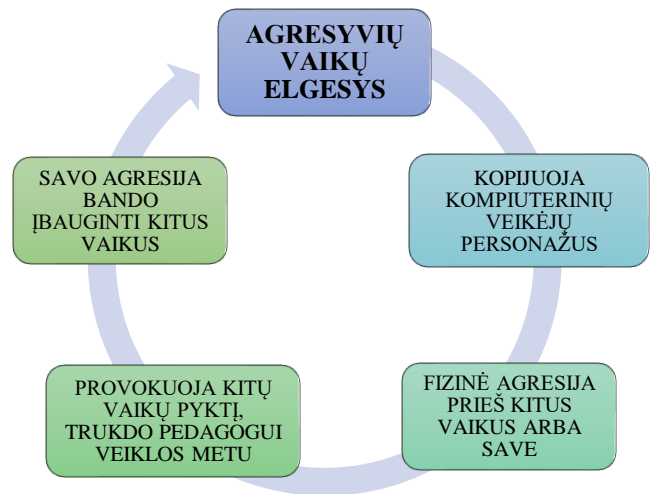 AGRESYVIŲ
VAIKŲ
ELGESYS
KOPIJUOJA
KOMPIUTERINIŲ
VEIKĖJŲ
PERSONAŽUS
FIZINĖ AGRESIJA
PRIEŠ KITUS
VAIKUS ARBA
SAVE
PROVOKUOJA KITŲ
VAIKŲ PYKTĮ,
TRUKDO PEDAGOGUI
VEIKLOS METU
SAVO AGRESIJA
BANDO
ĮBAUGINTI KITUS
VAIKUS